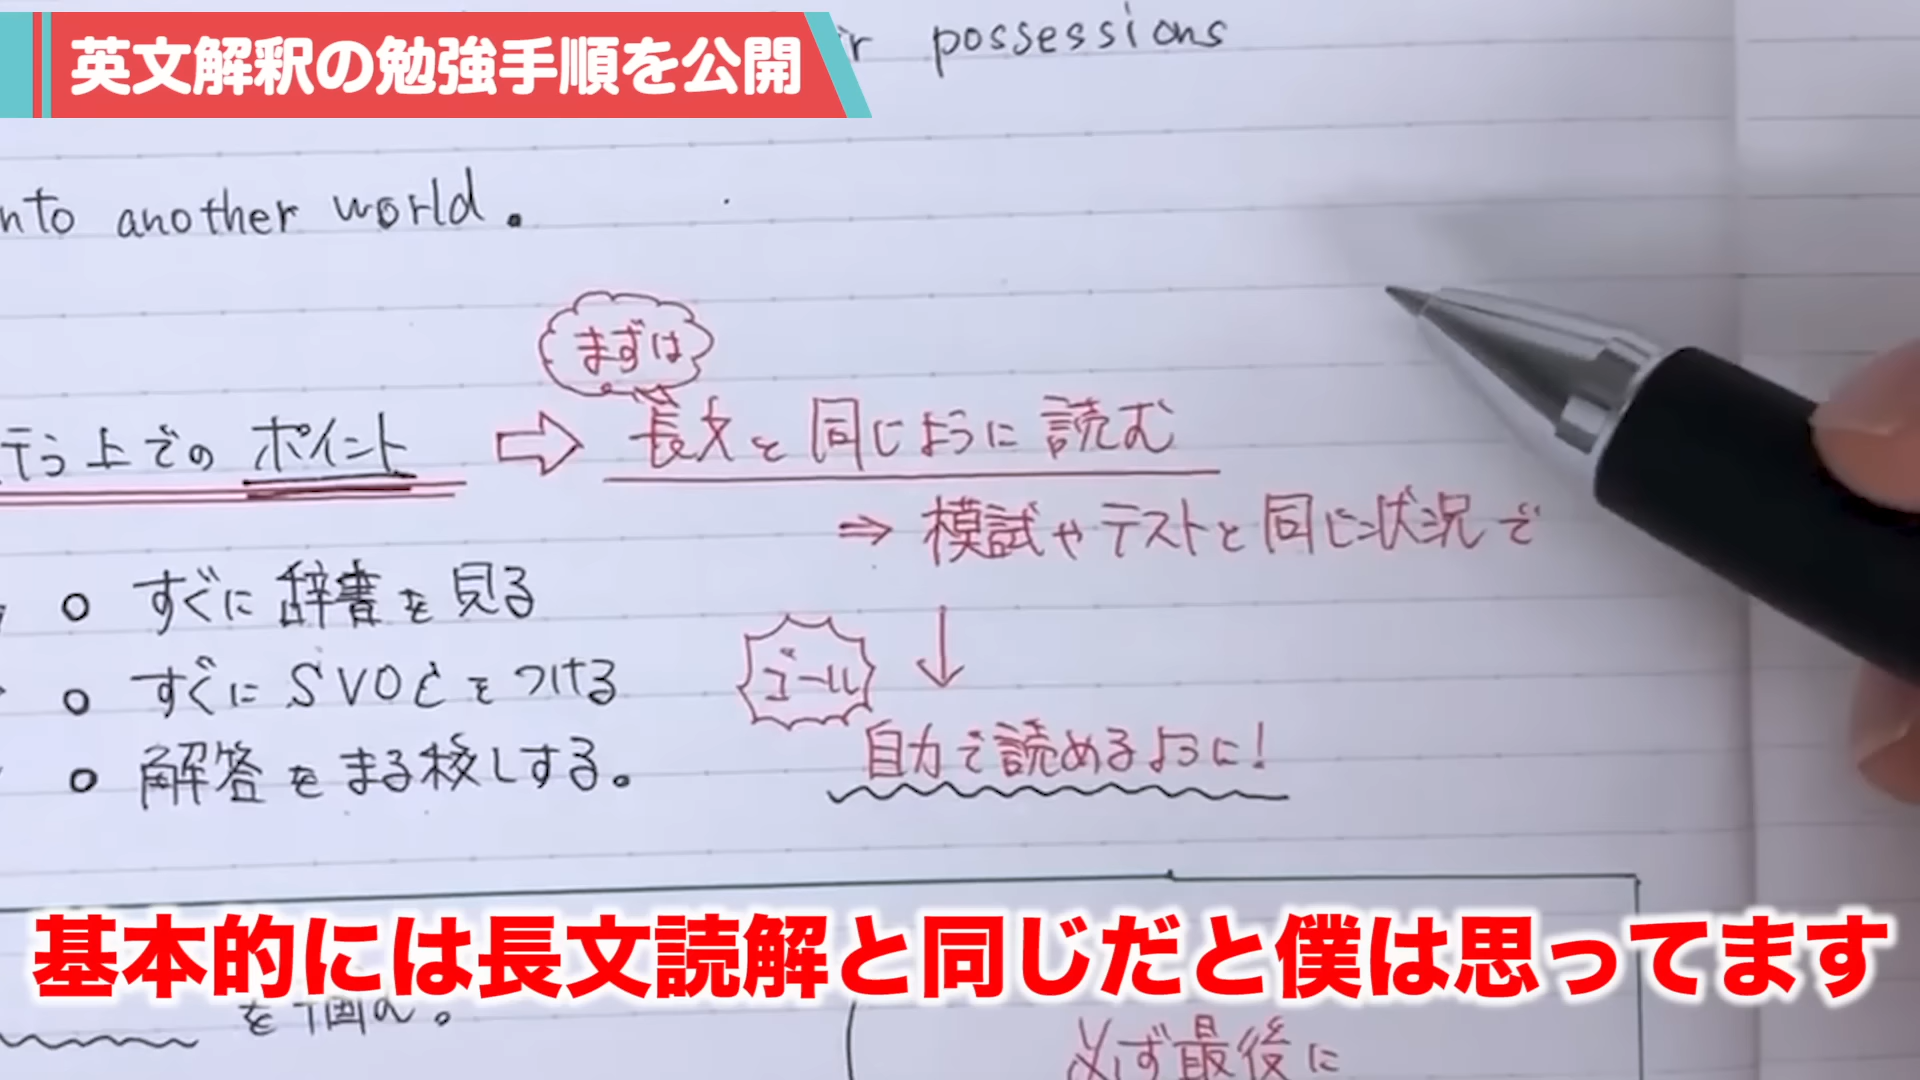 英文解釈の勉強手順を公開
r possessions
nto another world.
まずは
行う上でのポイント ⇨ 長文と同じように読む
⇒ 模試やテストと同じ状況で
○ すぐに辞書を見る
↓
○ すぐにSVOCをつける
ゴール
自力で読めるように!
○ 解答をまる移しする。
基本的には長文読解と同じだと僕は思ってます
必ず最後に